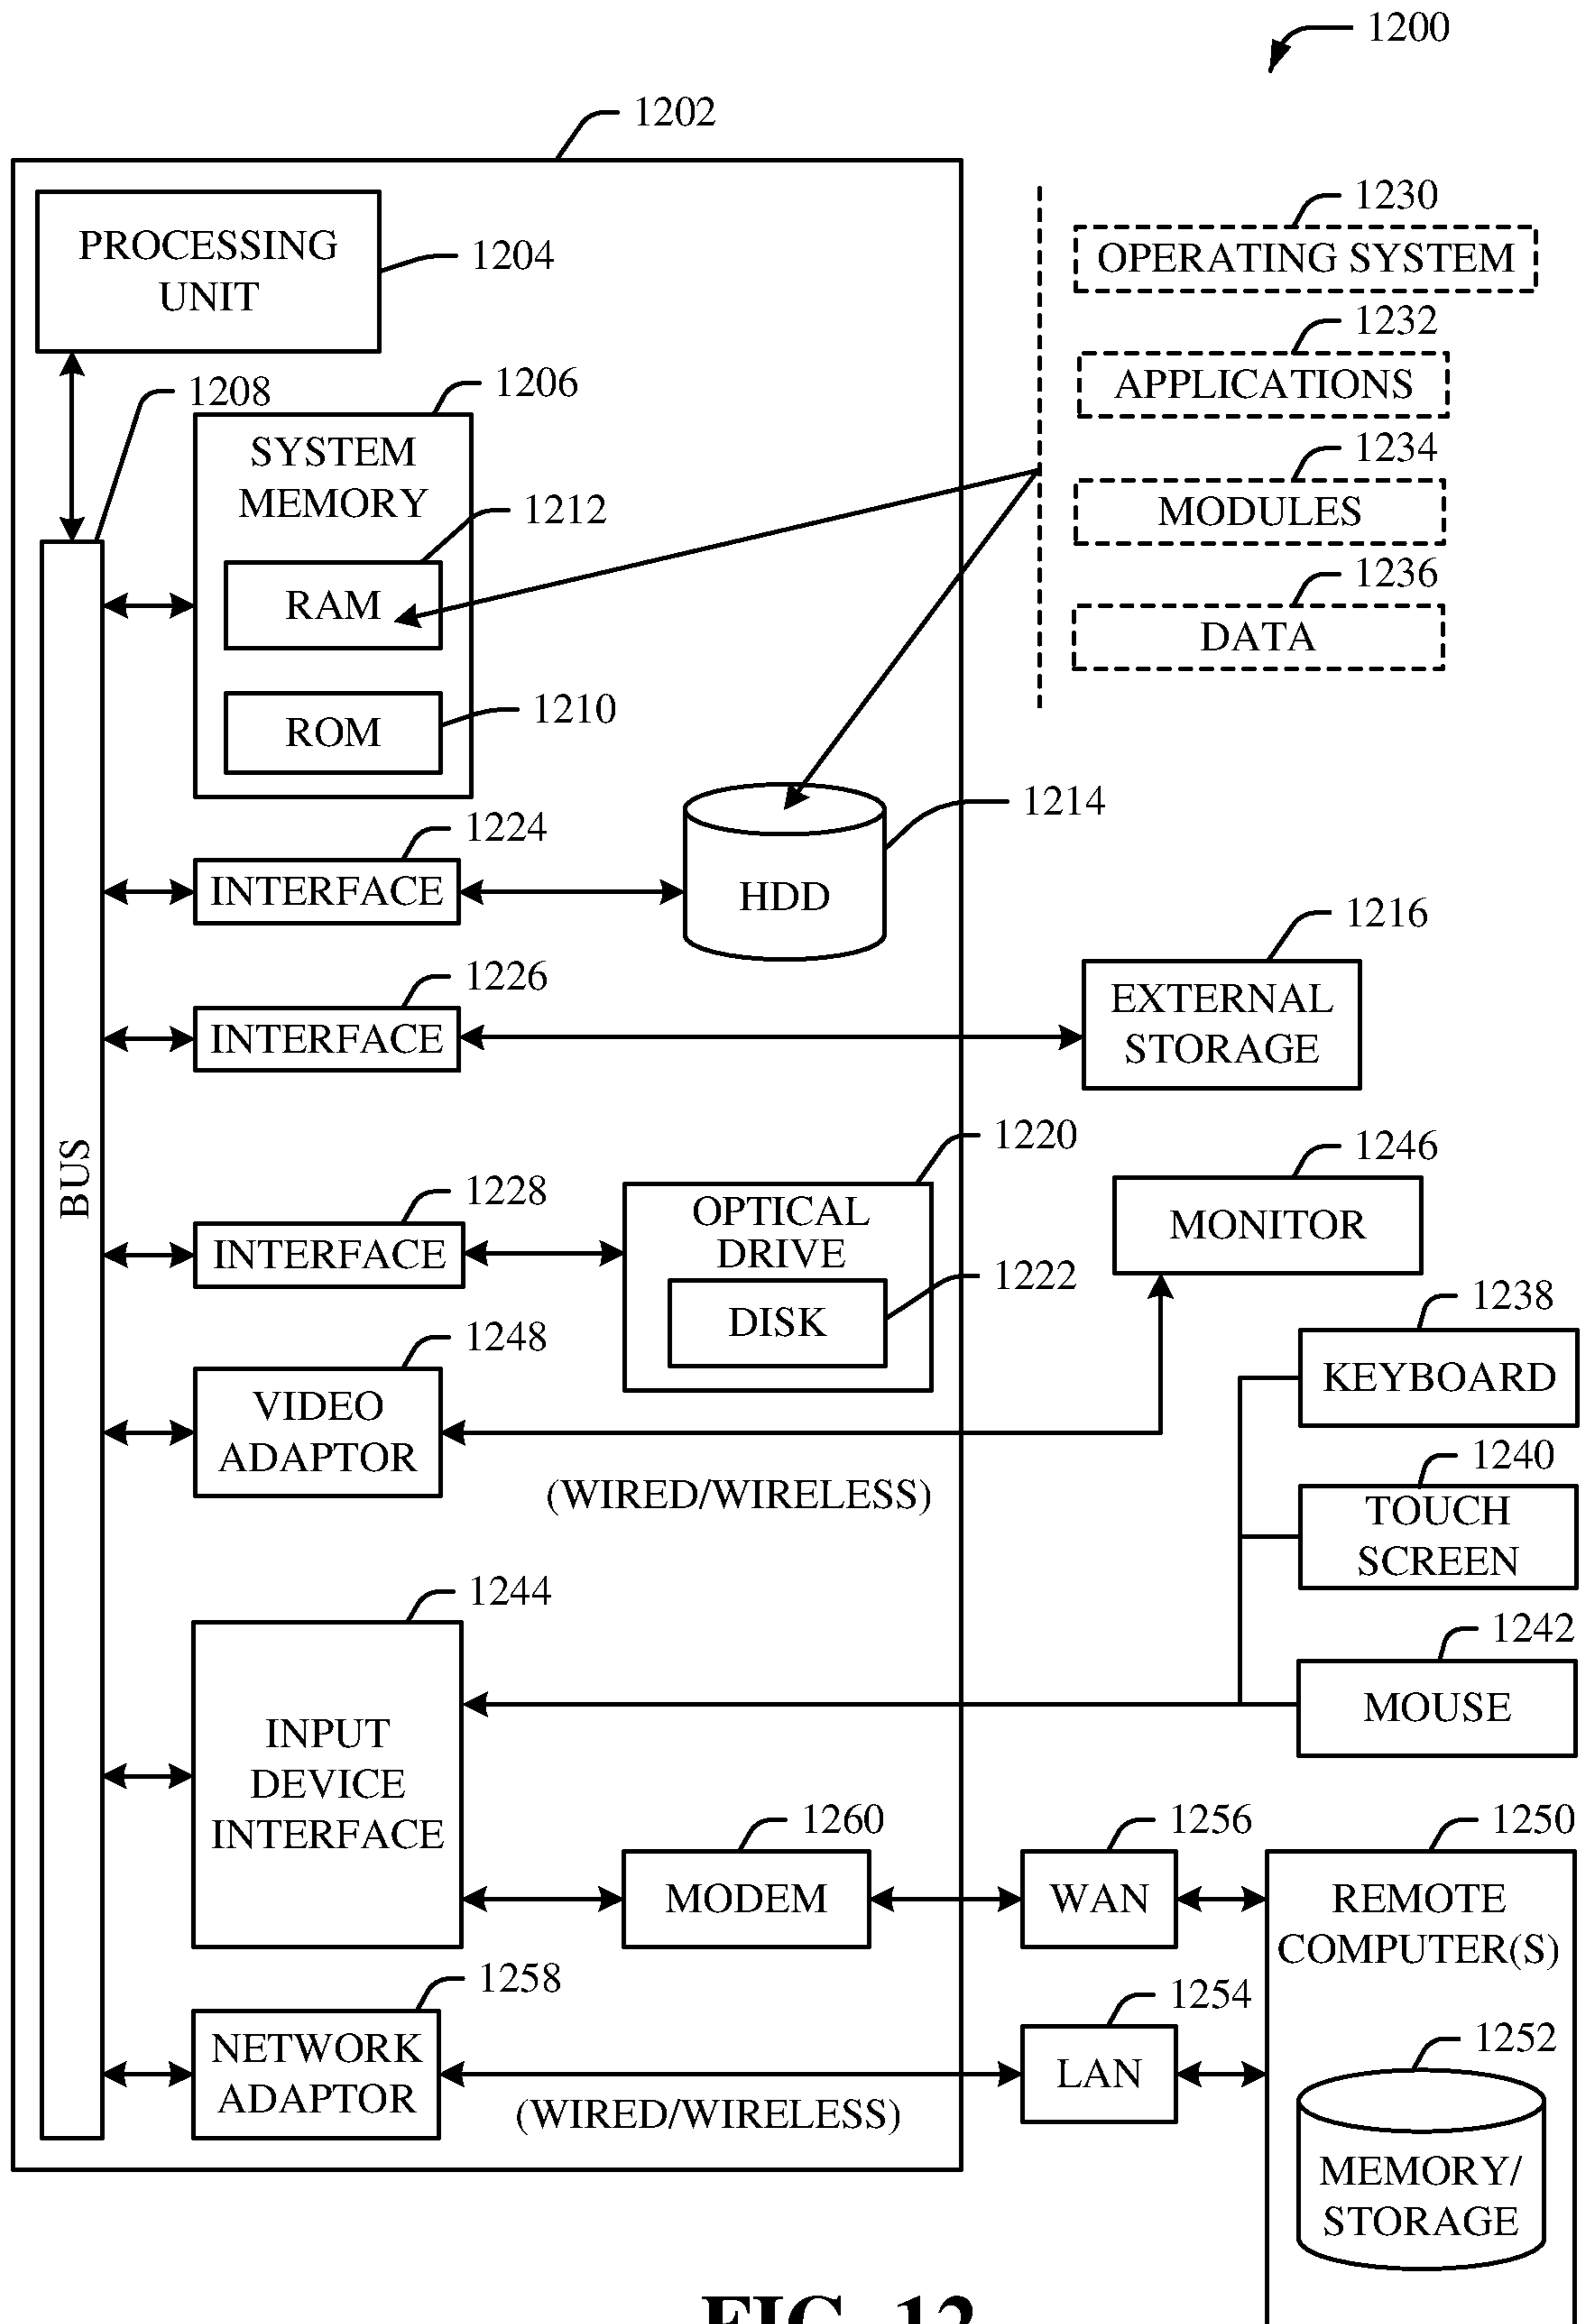 1200
1202
PROCESSING
UNIT
1204
1230
OPERATING SYSTEM
1232
APPLICATIONS
1234
MODULES
1236
DATA
1208
1206
SYSTEM
MEMORY
1212
RAM
1210
ROM
1214
HDD
1224
INTERFACE
1216
EXTERNAL
STORAGE
1226
INTERFACE
BUS
1220
OPTICAL
DRIVE
1222
DISK
1228
INTERFACE
1246
MONITOR
1248
VIDEO
ADAPTOR
(WIRED/WIRELESS)
1238
KEYBOARD
1240
TOUCH
SCREEN
1242
MOUSE
1244
INPUT
DEVICE
INTERFACE
1260
MODEM
1256
WAN
1250
REMOTE
COMPUTER(S)
1258
NETWORK
ADAPTOR
(WIRED/WIRELESS)
1254
LAN
1252
MEMORY/
STORAGE
FIG. 12